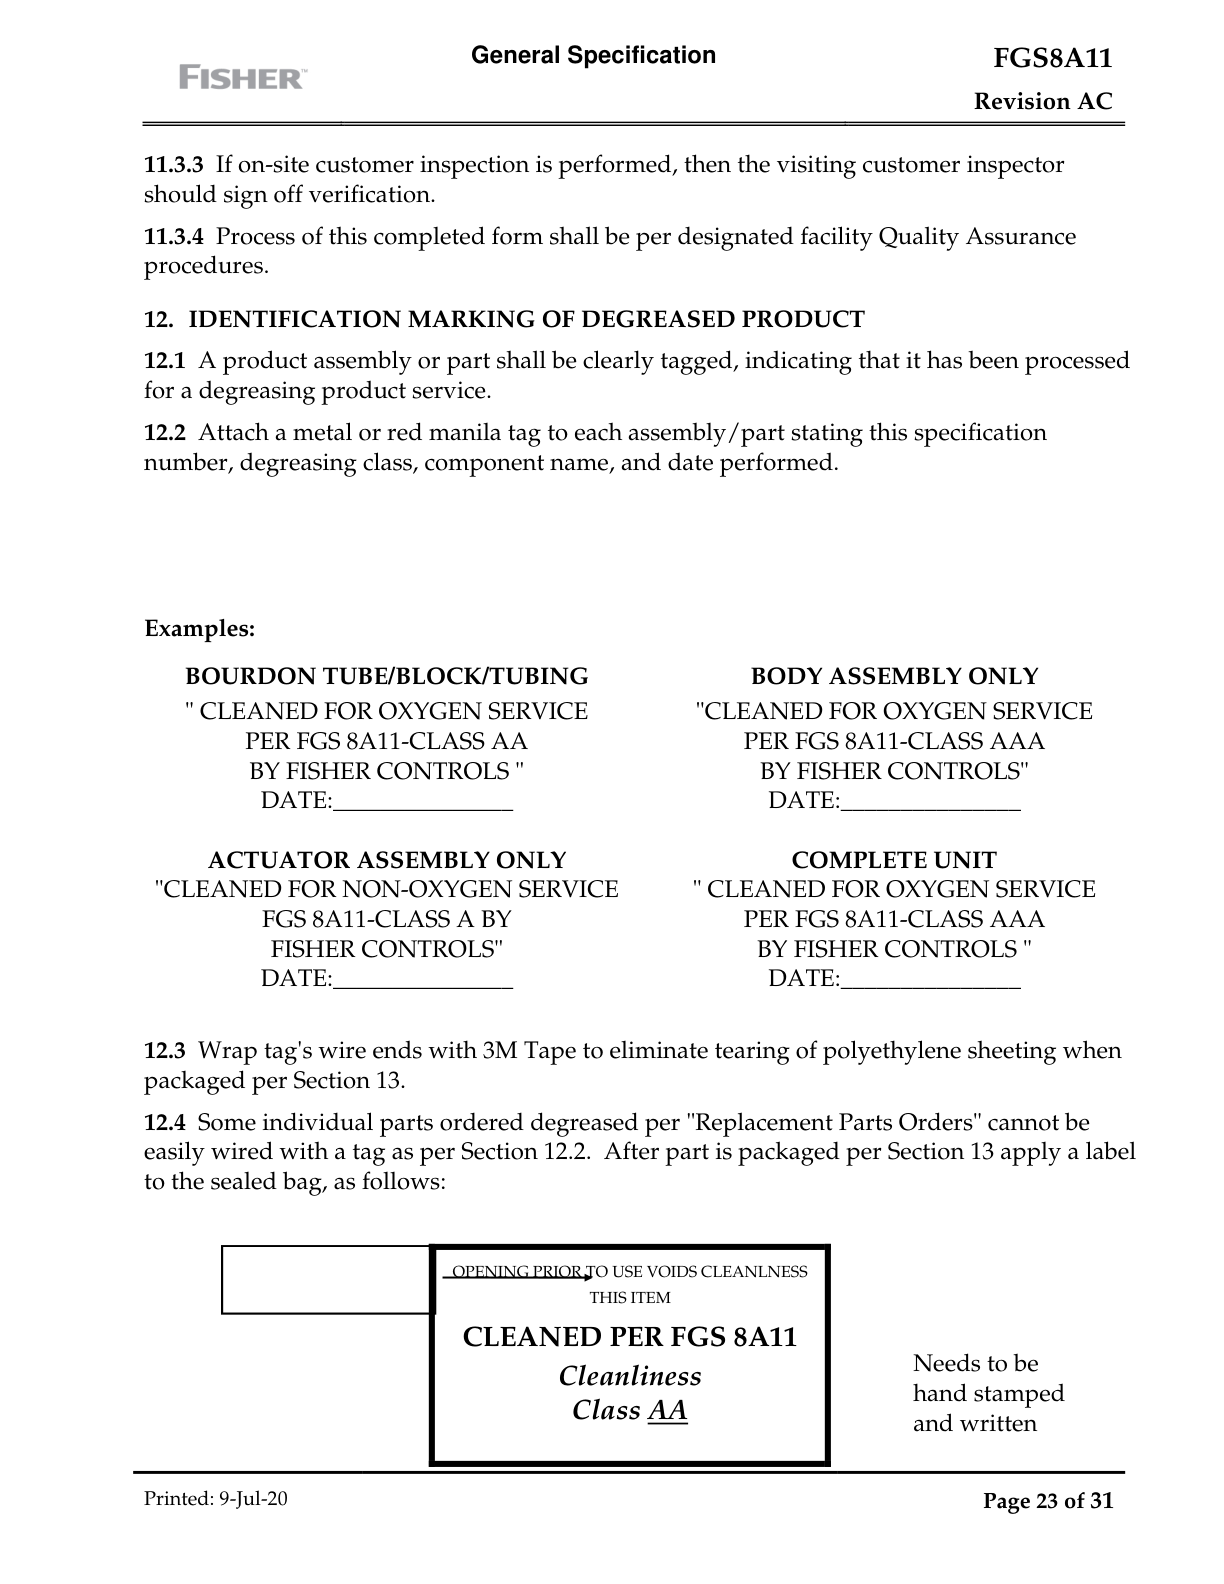 General Specification
FGS8A11
FISHER™
Revision AC
11.3.3 If on-site customer inspection is performed, then the visiting customer inspector
should sign off verification.
11.3.4 Process of this completed form shall be per designated facility Quality Assurance
procedures.
12. IDENTIFICATION MARKING OF DEGREASED PRODUCT
12.1 A product assembly or part shall be clearly tagged, indicating that it has been processed
for a degreasing product service.
12.2 Attach a metal or red manila tag to each assembly/part stating this specification
number, degreasing class, component name, and date performed.
Examples:
BOURDON TUBE/BLOCK/TUBING
" CLEANED FOR OXYGEN SERVICE
PER FGS 8A11-CLASS AA
BY FISHER CONTROLS "
DATE:_______________
BODY ASSEMBLY ONLY
"CLEANED FOR OXYGEN SERVICE
PER FGS 8A11-CLASS AAA
BY FISHER CONTROLS"
DATE:_______________
ACTUATOR ASSEMBLY ONLY
"CLEANED FOR NON-OXYGEN SERVICE
FGS 8A11-CLASS A BY
FISHER CONTROLS"
DATE:_______________
COMPLETE UNIT
" CLEANED FOR OXYGEN SERVICE
PER FGS 8A11-CLASS AAA
BY FISHER CONTROLS "
DATE:_______________
12.3 Wrap tag's wire ends with 3M Tape to eliminate tearing of polyethylene sheeting when
packaged per Section 13.
12.4 Some individual parts ordered degreased per "Replacement Parts Orders" cannot be
easily wired with a tag as per Section 12.2. After part is packaged per Section 13 apply a label
to the sealed bag, as follows:
OPENING PRIOR TO USE VOIDS CLEANLNESS
THIS ITEM
CLEANED PER FGS 8A11
Cleanliness
Class AA
Needs to be
hand stamped
and written
Printed: 9-Jul-20
Page 23 of 31